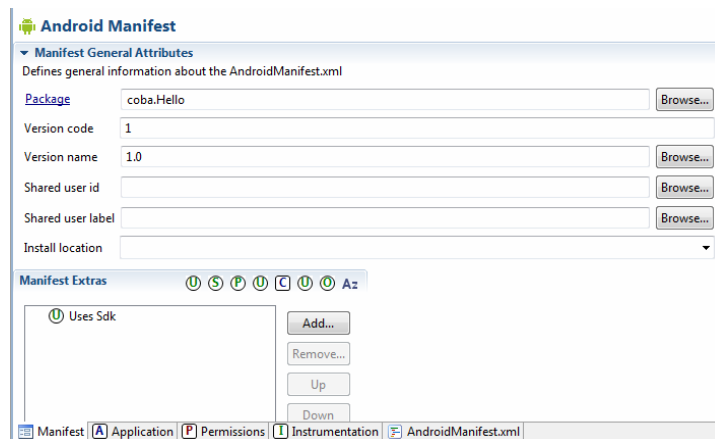 Android Manifest
Manifest General Attributes
Defines general information about the AndroidManifest.xml
Package coba.Hello Browse...
Version code 1
Version name 1.0 Browse...
Shared user id Browse...
Shared user label Browse...
Install location
Manifest Extras U S P U C U O Az
U Uses Sdk
Add...
Remove...
Up
Down
Manifest A Application P Permissions I Instrumentation F AndroidManifest.xml